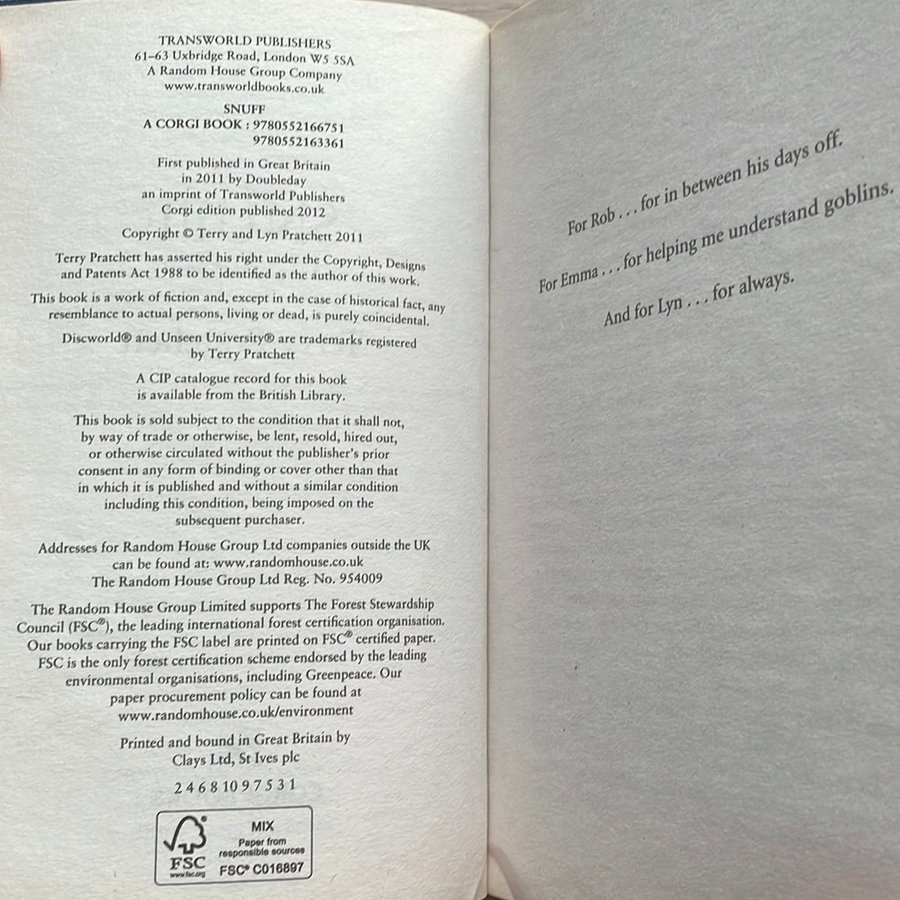 TRANSWORLD PUBLISHERS
61–63 Uxbridge Road, London W5 5SA
A Random House Group Company
www.transworldbooks.co.uk
SNUFF
A CORGI BOOK : 9780552166751
9780552163361
First published in Great Britain
in 2011 by Doubleday
an imprint of Transworld Publishers
Corgi edition published 2012
Copyright © Terry and Lyn Pratchett 2011
Terry Pratchett has asserted his right under the Copyright, Designs
and Patents Act 1988 to be identified as the author of this work.
This book is a work of fiction and, except in the case of historical fact, any
resemblance to actual persons, living or dead, is purely coincidental.
Discworld® and Unseen University® are trademarks registered
by Terry Pratchett
A CIP catalogue record for this book
is available from the British Library.
This book is sold subject to the condition that it shall not,
by way of trade or otherwise, be lent, resold, hired out,
or otherwise circulated without the publisher's prior
consent in any form of binding or cover other than that
in which it is published and without a similar condition
including this condition, being imposed on the
subsequent purchaser.
Addresses for Random House Group Ltd companies outside the UK
can be found at: www.randomhouse.co.uk
The Random House Group Ltd Reg. No. 954009
The Random House Group Limited supports The Forest Stewardship
Council (FSC®), the leading international forest certification organisation.
Our books carrying the FSC label are printed on FSC® certified paper.
FSC is the only forest certification scheme endorsed by the leading
environmental organisations, including Greenpeace. Our
paper procurement policy can be found at
www.randomhouse.co.uk/environment
Printed and bound in Great Britain by
Clays Ltd, St Ives plc
2 4 6 8 10 9 7 5 3 1
FSC
www.fsc.org
MIX
Paper from
responsible sources
FSC® C016897
For Rob . . . for in between his days off.
For Emma . . . for helping me understand goblins.
And for Lyn . . . for always.